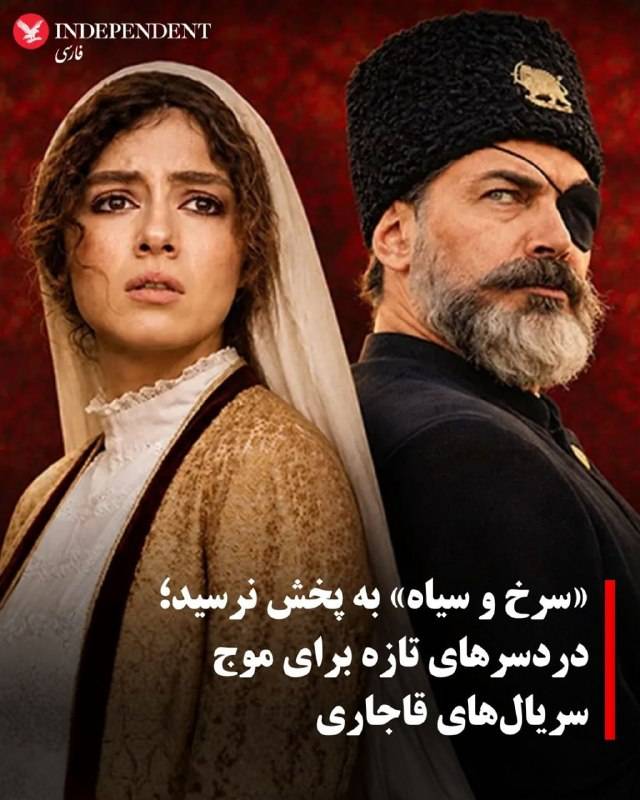 INDEPENDENT
فارسی
«سرخ و سیاه» به پخش نرسید؛
دردسرهای تازه برای موج
سریال‌های قاجاری